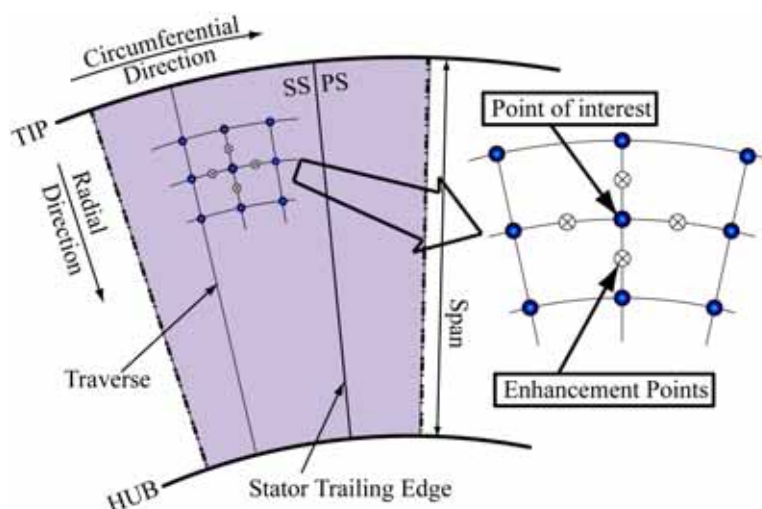 Circumferential
Direction
SS PS
TIP
Radial
Direction
Point of interest
Span
Traverse
Enhancement Points
Stator Trailing Edge
HUB